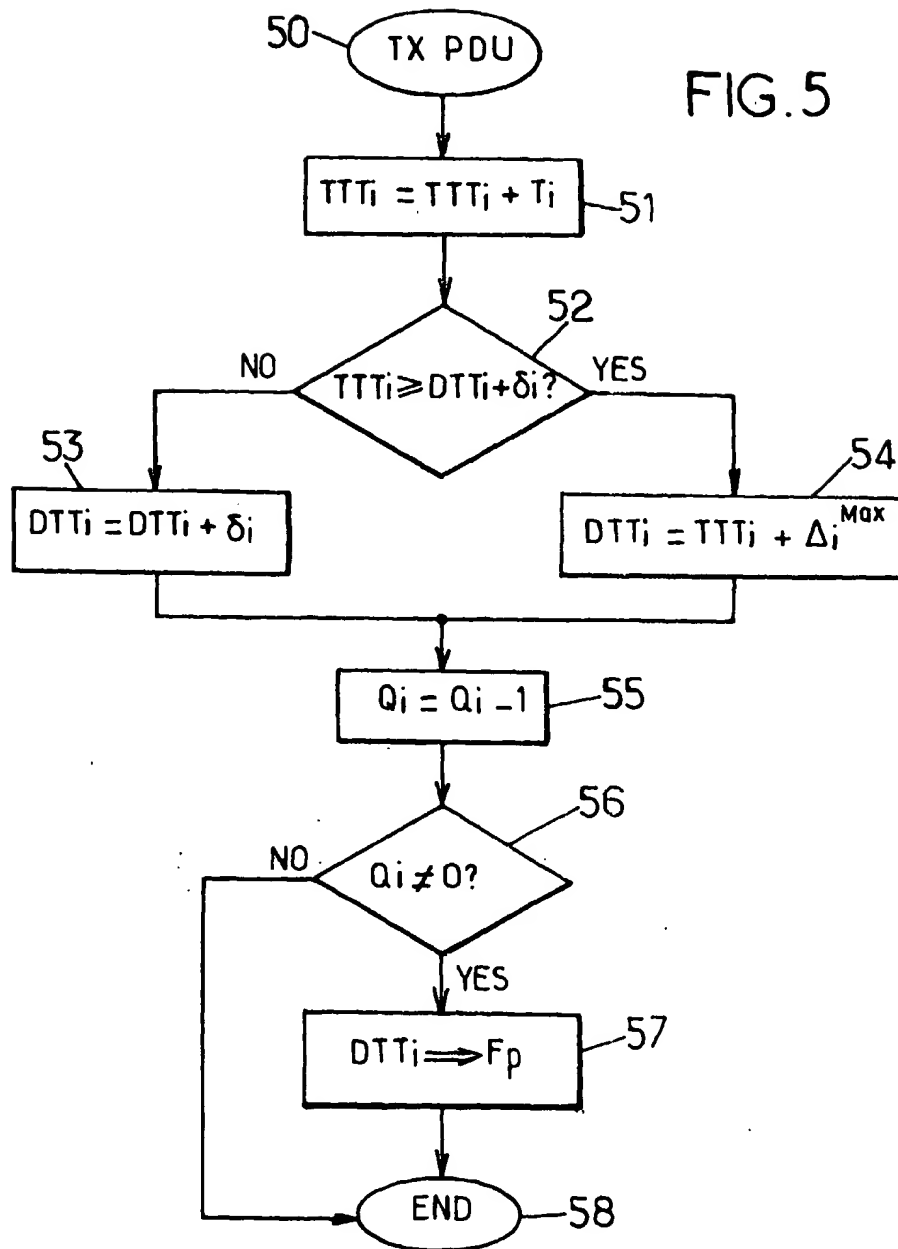 50
TX PDU
FIG.5
TTTi = TTTi + Ti
51
52
NO
TTTi ⩾ DTTi + δi?
YES
53
54
DTTi = DTTi + δi
DTTi = TTTi + Δi^Max
Qi = Qi -1
55
56
NO
Qi ≠ 0?
YES
DTTi ⟹ Fp
57
END
58